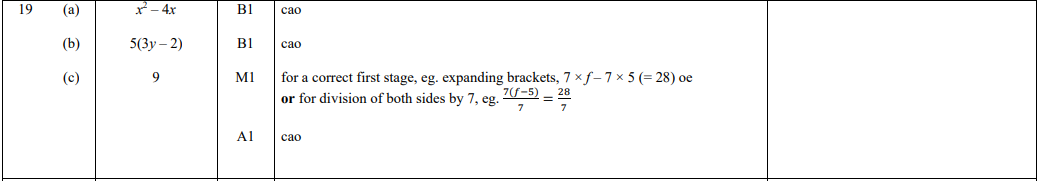 19 (a) x² – 4x B1 cao
(b) 5(3y – 2) B1 cao
(c) 9 M1 for a correct first stage, eg. expanding brackets, 7 × f – 7 × 5 (= 28) oe
or for division of both sides by 7, eg. 7(f−5)/7 = 28/7
A1 cao